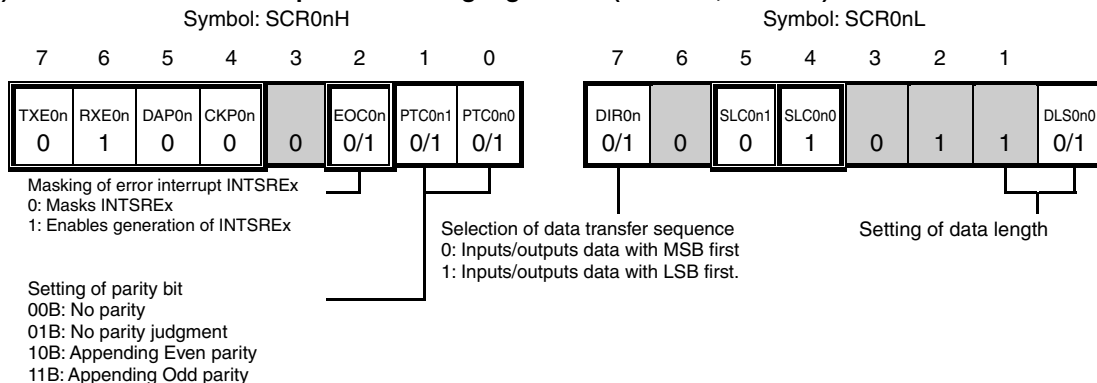 Symbol: SCR0nH
7 6 5 4 3 2 1 0
TXE0n RXE0n DAP0n CKP0n EOC0n PTC0n1 PTC0n0
0 1 0 0 0 0/1 0/1 0/1
Masking of error interrupt INTSREx
0: Masks INTSREx
1: Enables generation of INTSREx
Setting of parity bit
00B: No parity
01B: No parity judgment
10B: Appending Even parity
11B: Appending Odd parity
Symbol: SCR0nL
7 6 5 4 3 2 1
DIR0n SLC0n1 SLC0n0 DLS0n0
0/1 0 0 1 0 1 1 0/1
Selection of data transfer sequence
0: Inputs/outputs data with MSB first
1: Inputs/outputs data with LSB first.
Setting of data length